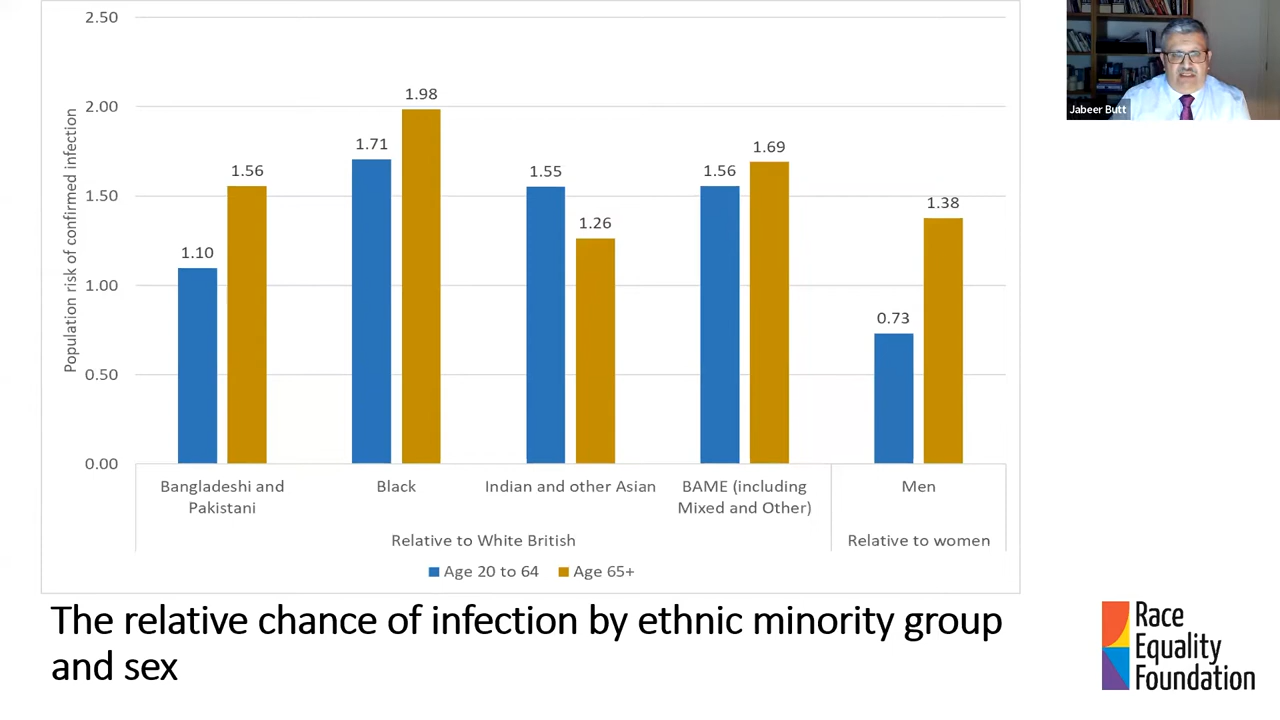 2.50
2.00
1.50
1.00
0.50
0.00
Population risk of confirmed infection
1.10
1.56
1.71
1.98
1.55
1.26
1.56
1.69
0.73
1.38
Bangladeshi and
Pakistani
Black
Indian and other Asian
BAME (including
Mixed and Other)
Men
Relative to White British
Relative to women
Age 20 to 64
Age 65+
The relative chance of infection by ethnic minority group
and sex
Jabeer Butt
Race
Equality
Foundation